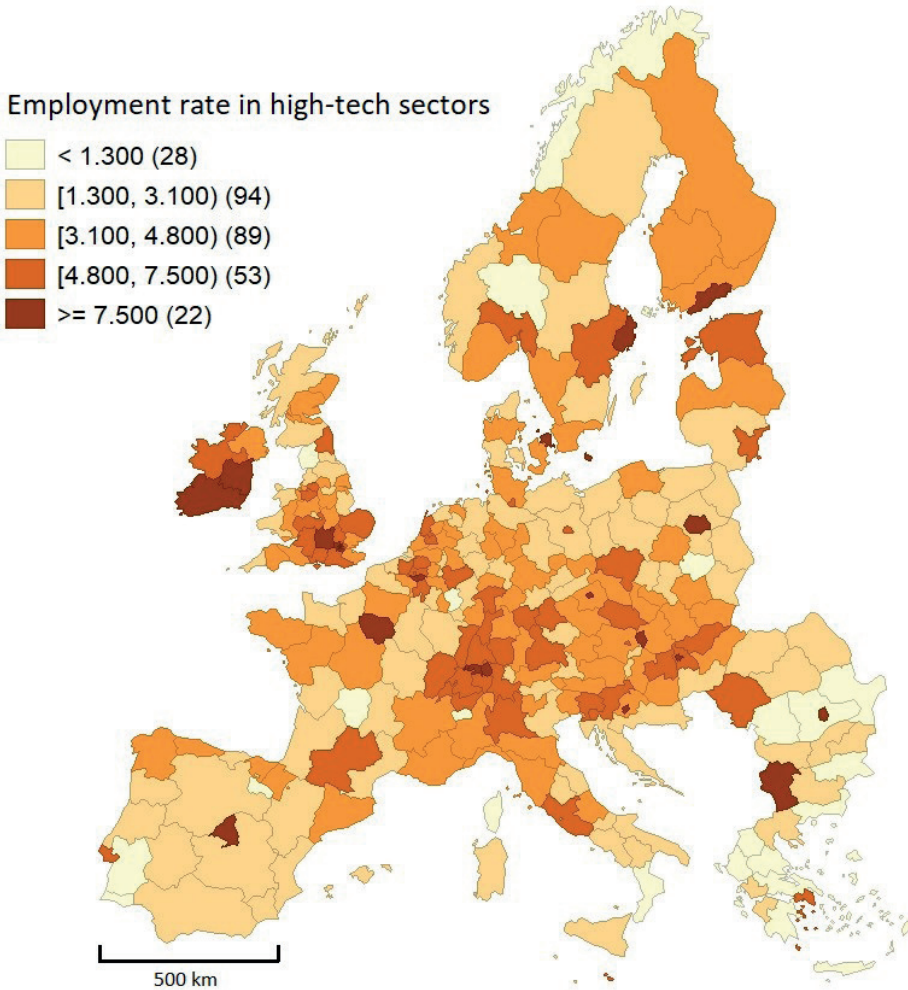 Employment rate in high-tech sectors
< 1.300 (28)
[1.300, 3.100) (94)
[3.100, 4.800) (89)
[4.800, 7.500) (53)
>= 7.500 (22)
500 km